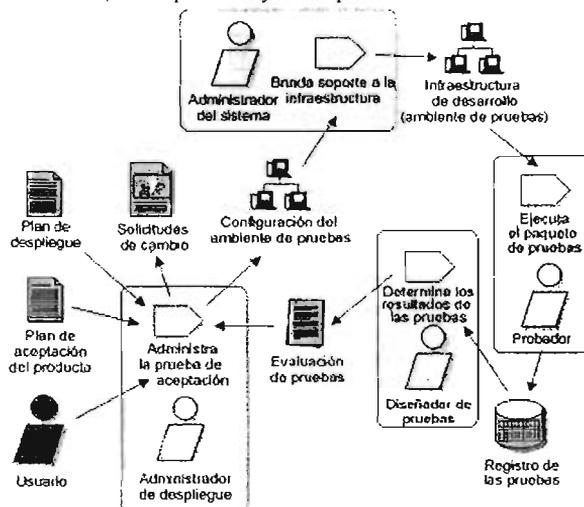 Administrador
del sistema
Brinda soporte a la
infraestructura
Infraestructura
de desarrollo
(ambiente de pruebas)
Plan de
despliegue
Solicitudes
de cambio
Configuración del
ambiente de pruebas
Ejecuta
el paquete
de pruebas
Probador
Determina los
resultados de
las pruebas
Diseñador de
pruebas
Plan de
aceptación
del producto
Administra
la prueba de
aceptación
Evaluación
de pruebas
Usuario
Administrador
de despliegue
Registro de
las pruebas